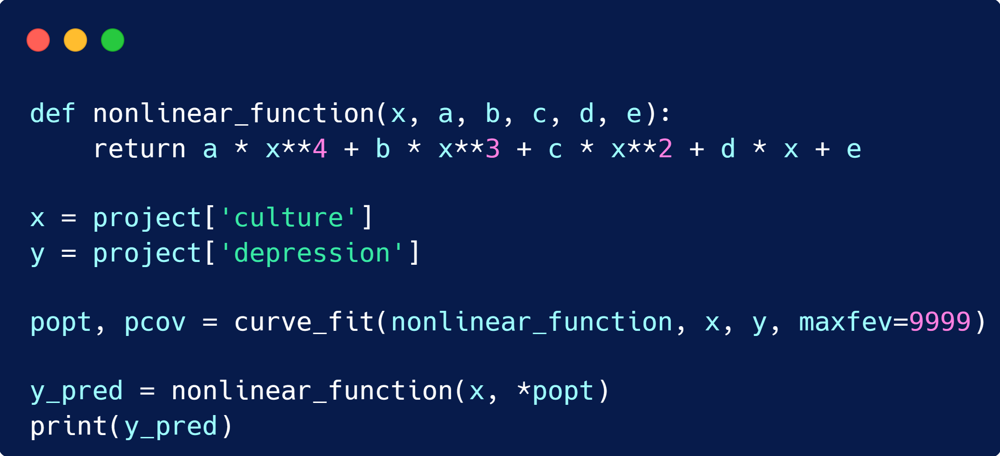 def nonlinear_function(x, a, b, c, d, e):
    return a * x**4 + b * x**3 + c * x**2 + d * x + e
x = project['culture']
y = project['depression']
popt, pcov = curve_fit(nonlinear_function, x, y, maxfev=9999)
y_pred = nonlinear_function(x, *popt)
print(y_pred)